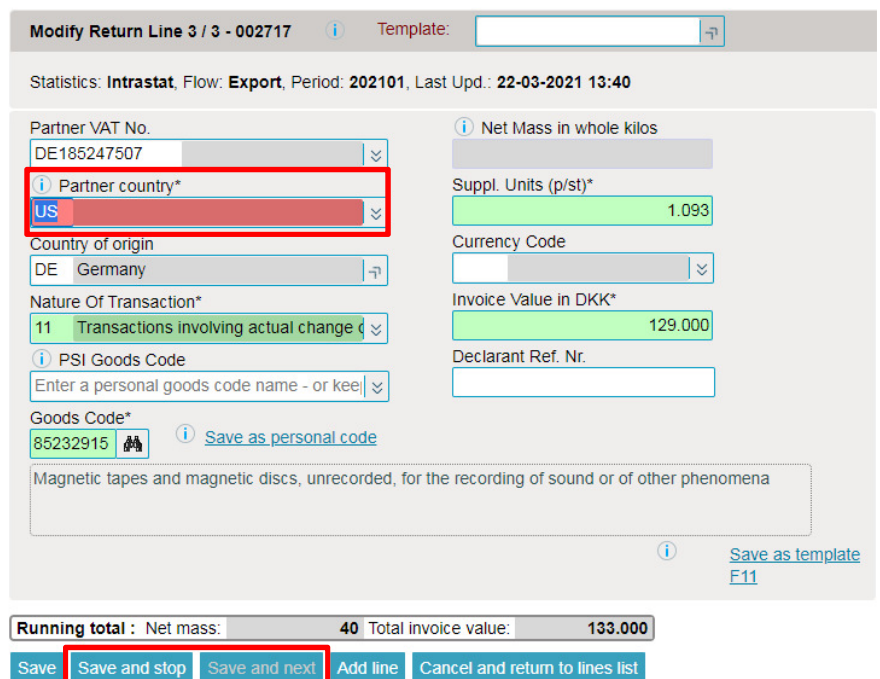 Modify Return Line 3 / 3 - 002717 i Template:
Statistics: Intrastat, Flow: Export, Period: 202101, Last Upd.: 22-03-2021 13:40
Partner VAT No.
DE185247507
i Partner country*
US
Country of origin
DE Germany
Nature Of Transaction*
11 Transactions involving actual change
i PSI Goods Code
Enter a personal goods code name - or keep
Goods Code*
85232915
i Save as personal code
Magnetic tapes and magnetic discs, unrecorded, for the recording of sound or of other phenomena
i Net Mass in whole kilos
Suppl. Units (p/st)*
1.093
Currency Code
Invoice Value in DKK*
129.000
Declarant Ref. Nr.
i Save as template
F11
Running total : Net mass: 40 Total invoice value: 133.000
Save Save and stop Save and next Add line Cancel and return to lines list